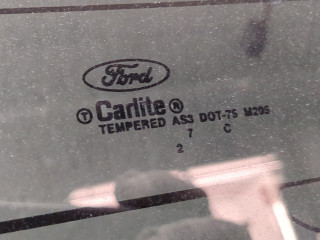 Ford
T Carlite ®
TEMPERED AS3 DOT-75 M205
7 C
2